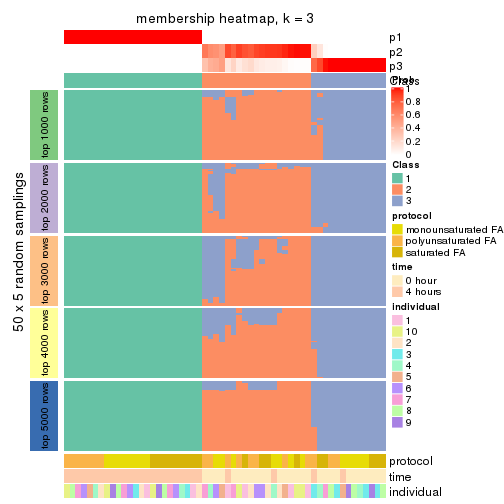 membership heatmap, k = 3
p1
p2
p3
Class
Prob
1
0.8
0.6
0.4
0.2
0
Class
1
2
3
protocol
monounsaturated FA
polyunsaturated FA
saturated FA
time
0 hour
4 hours
individual
1
10
2
3
4
5
6
7
8
9
50 x 5 random samplings
top 1000 rows
top 2000 rows
top 3000 rows
top 4000 rows
top 5000 rows
protocol
time
individual